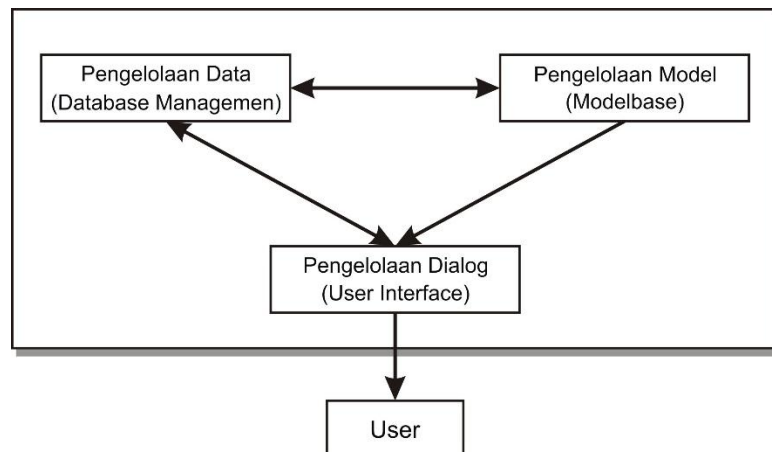 Pengelolaan Data
(Database Managemen)
Pengelolaan Model
(Modelbase)
Pengelolaan Dialog
(User Interface)
User